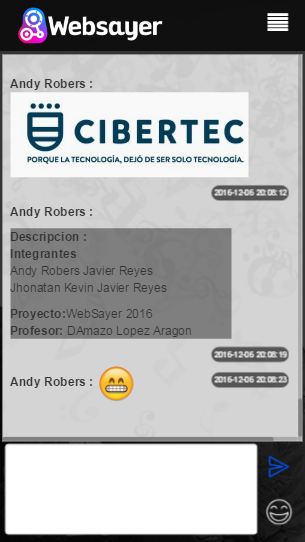 Websayer
Andy Robers :
CIBERTEC
PORQUE LA TECNOLOGÍA, DEJÓ DE SER SOLO TECNOLOGÍA.
2016-12-06 20:08:12
Andy Robers :
Descripcion :
Integrantes
Andy Robers Javier Reyes
Jhonatan Kevin Javier Reyes
Proyecto:WebSayer 2016
Profesor: DAmazo Lopez Aragon
2016-12-06 20:08:19
Andy Robers :
2016-12-06 20:08:23